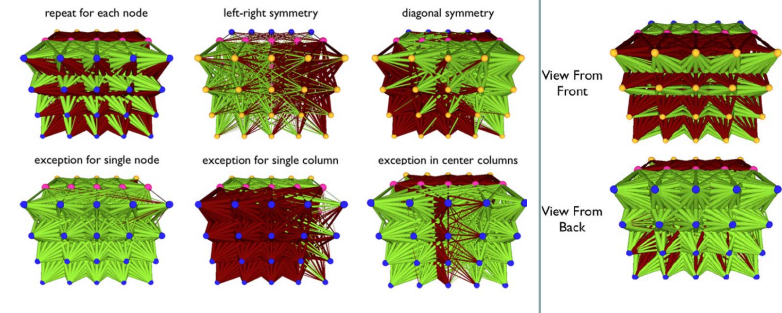 repeat for each node
left-right symmetry
diagonal symmetry
exception for single node
exception for single column
exception in center columns
View From
Front
View From
Back